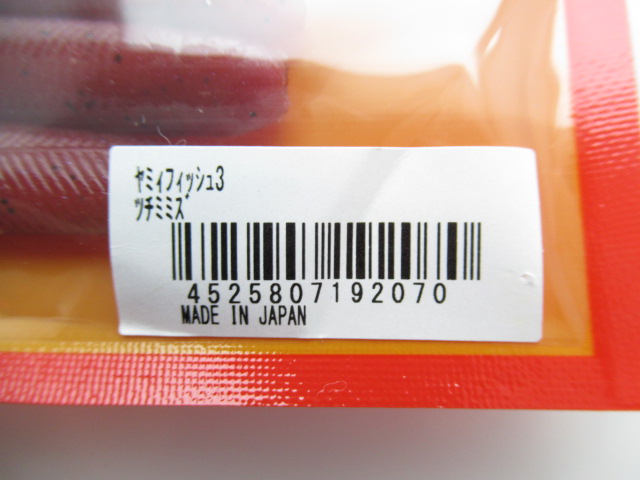 ﾔﾐｨﾌｨｯｼｭ3
ﾂﾁﾐﾐｽﾞ
4525807192070
MADE IN JAPAN